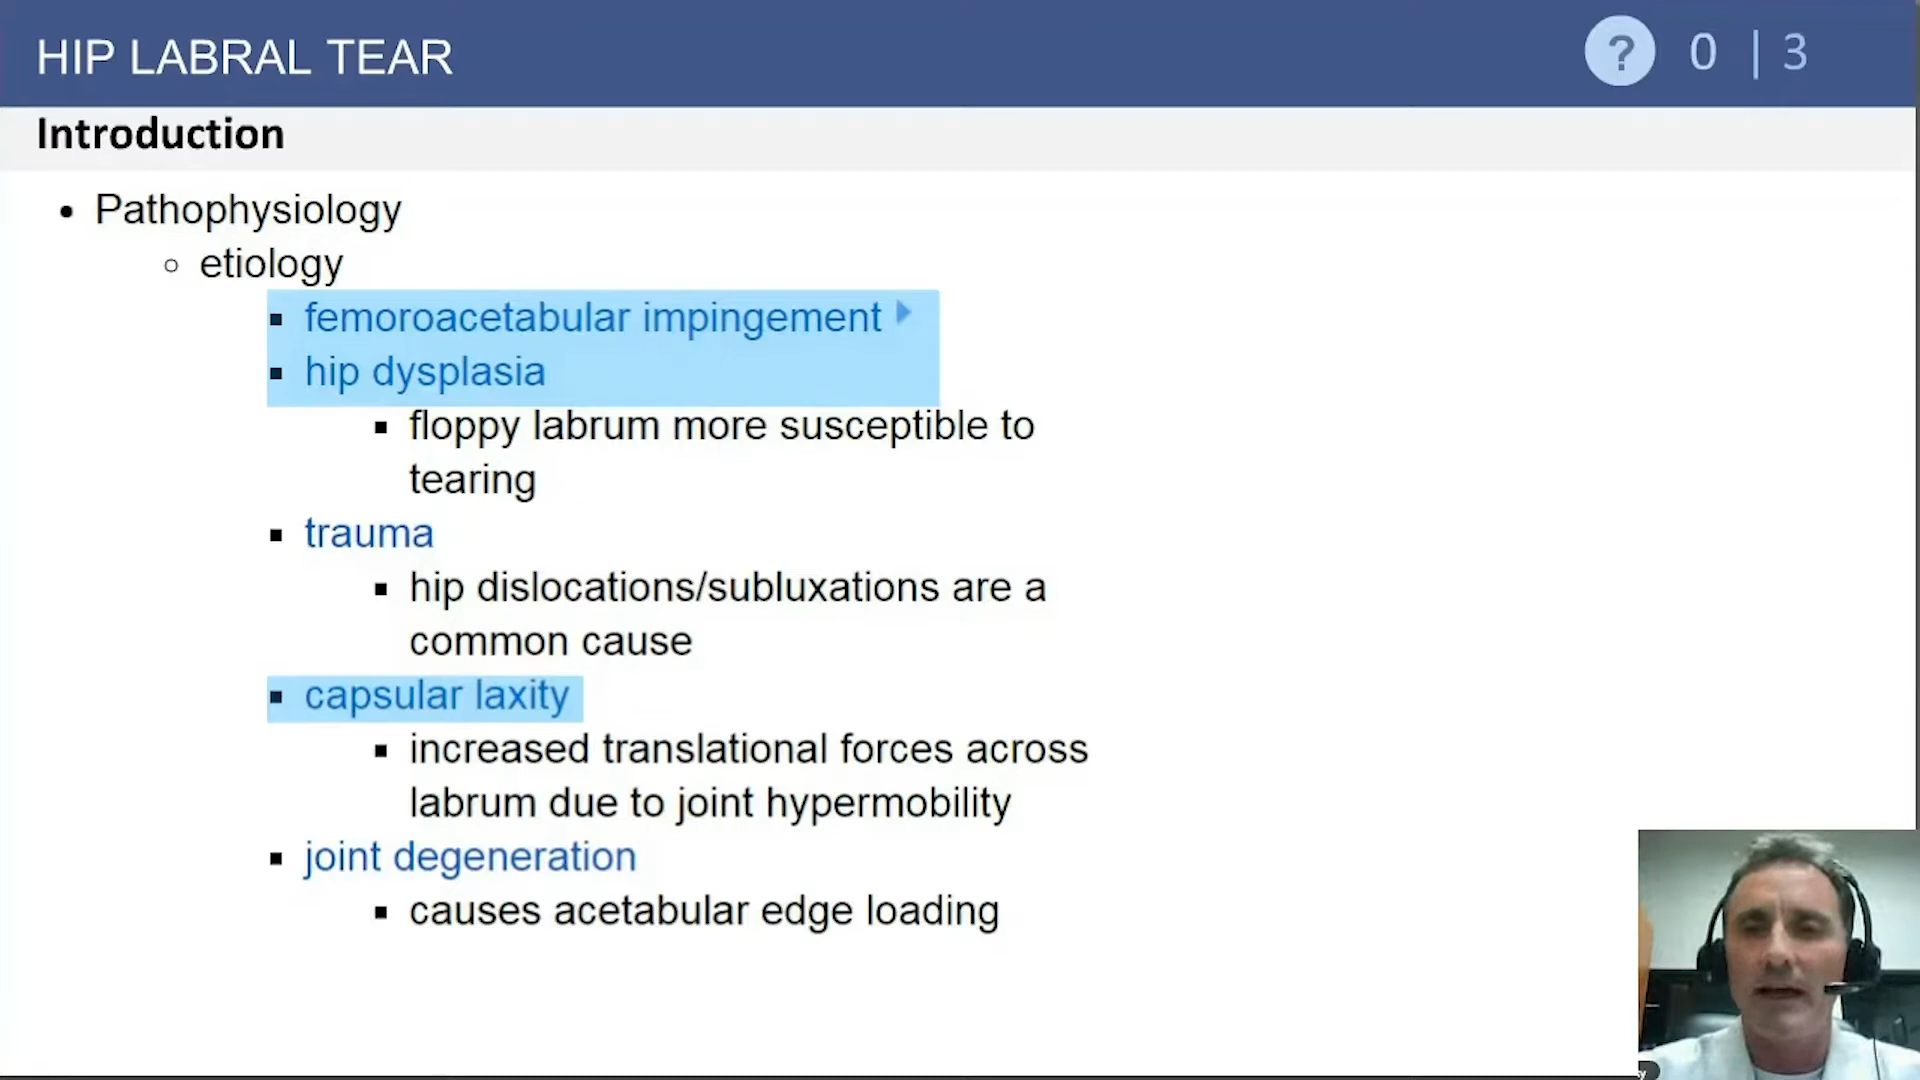 HIP LABRAL TEAR
? 0 | 3
Introduction
• Pathophysiology
○ etiology
▪ femoroacetabular impingement
▪ hip dysplasia
▪ floppy labrum more susceptible to
tearing
▪ trauma
▪ hip dislocations/subluxations are a
common cause
▪ capsular laxity
▪ increased translational forces across
labrum due to joint hypermobility
▪ joint degeneration
▪ causes acetabular edge loading